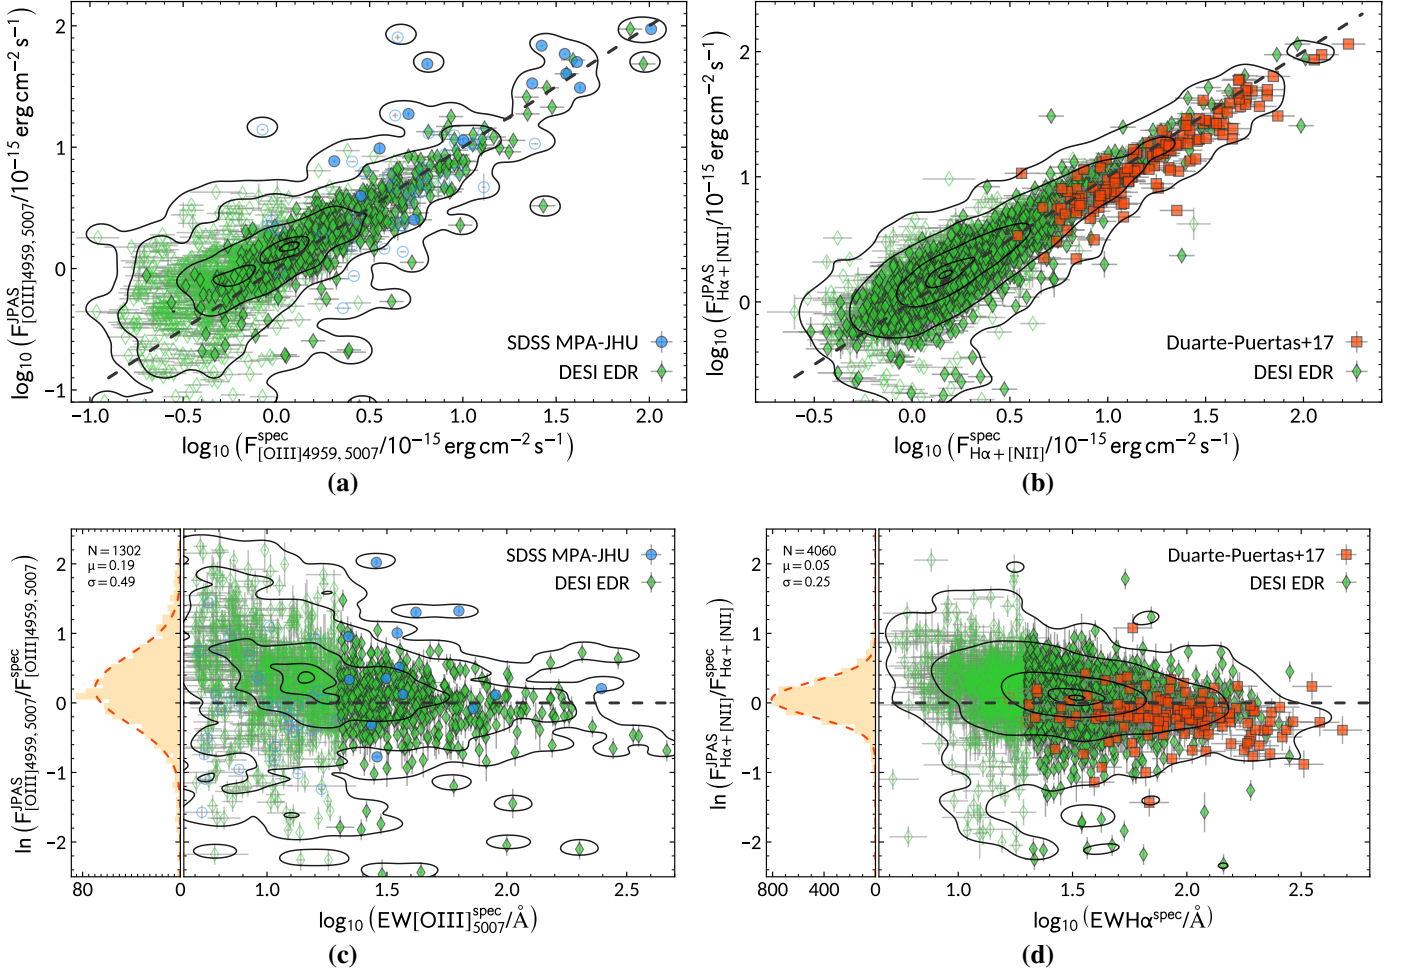 log10 (F^JPAS_[OIII]4959,5007/10^−15 erg cm^−2 s^−1)
2
1
0
−1
SDSS MPA-JHU
DESI EDR
−1.0 −0.5 0.0 0.5 1.0 1.5 2.0
log10 (F^spec_[OIII]4959,5007/10^−15 erg cm^−2 s^−1)
(a)
log10 (F^JPAS_Hα+[NII]/10^−15 erg cm^−2 s^−1)
2
1
0
Duarte-Puertas+17
DESI EDR
−0.5 0.0 0.5 1.0 1.5 2.0
log10 (F^spec_Hα+[NII]/10^−15 erg cm^−2 s^−1)
(b)
ln (F^JPAS_[OIII]4959,5007/F^spec_[OIII]4959,5007)
2
1
0
−1
−2
N = 1302
μ = 0.19
σ = 0.49
SDSS MPA-JHU
DESI EDR
80 0 1.0 1.5 2.0 2.5
log10 (EW[OIII]^spec_5007/Å)
(c)
ln (F^JPAS_Hα+[NII]/F^spec_Hα+[NII])
2
1
0
−1
−2
N = 4060
μ = 0.05
σ = 0.25
Duarte-Puertas+17
DESI EDR
800 400 0 1.0 1.5 2.0 2.5
log10 (EWHα^spec/Å)
(d)